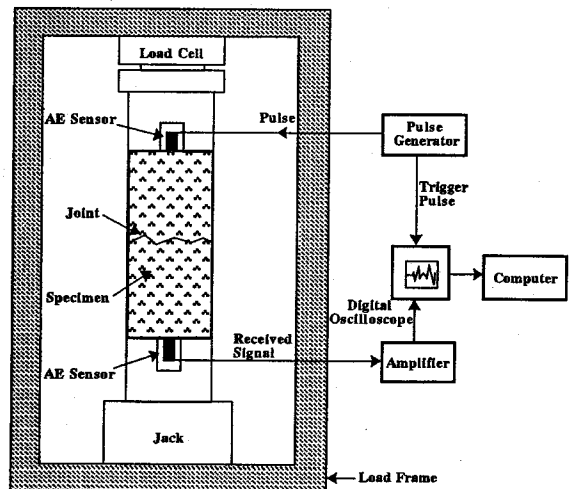 Load Cell
AE Sensor
Pulse
Pulse
Generator
Trigger
Pulse
Joint
Specimen
Computer
Digital
Oscilloscope
Received
Signal
AE Sensor
Amplifier
Jack
Load Frame